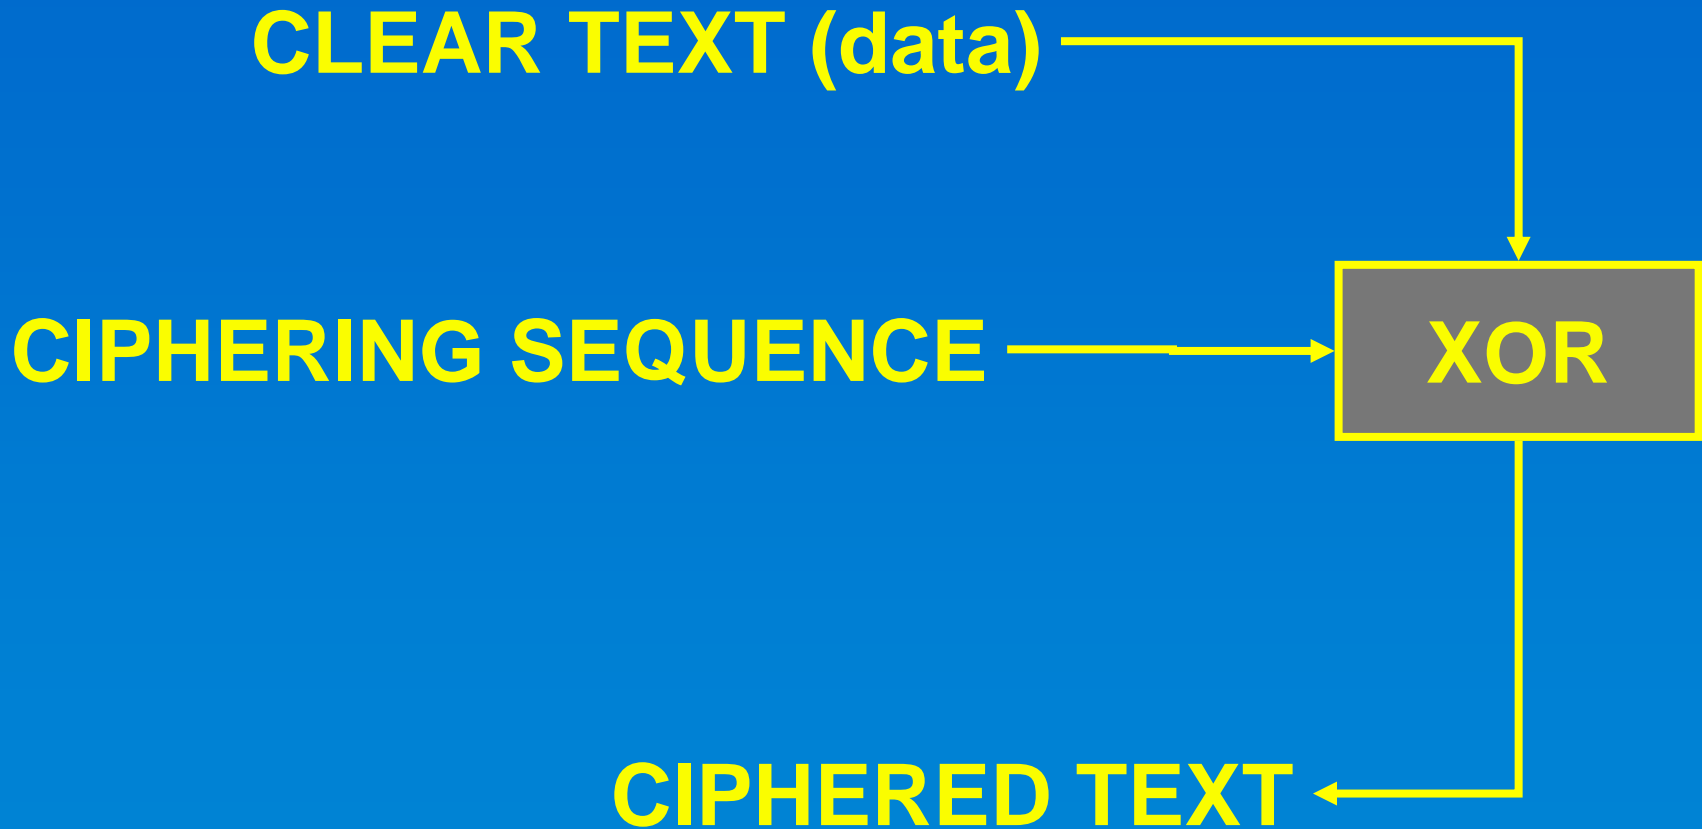 CLEAR TEXT (data)
CIPHERING SEQUENCE
XOR
CIPHERED TEXT